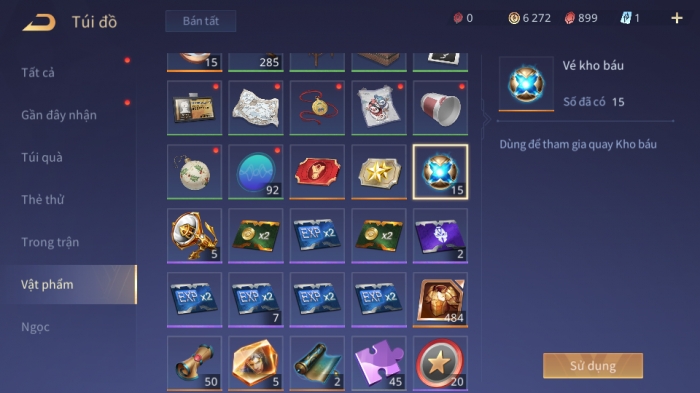 Túi đồ
Bán tất
0
6 272
899
1
Tất cả
Gần đây nhận
Túi quà
Thẻ thử
Trong trận
Vật phẩm
Ngọc
15
285
92
15
5
x2
EXP x2
x2
2
EXP x2
EXP x2
7
EXP x2
EXP x2
484
50
5
2
45
20
Vé kho báu
Số đã có 15
Dùng để tham gia quay Kho báu
Sử dụng